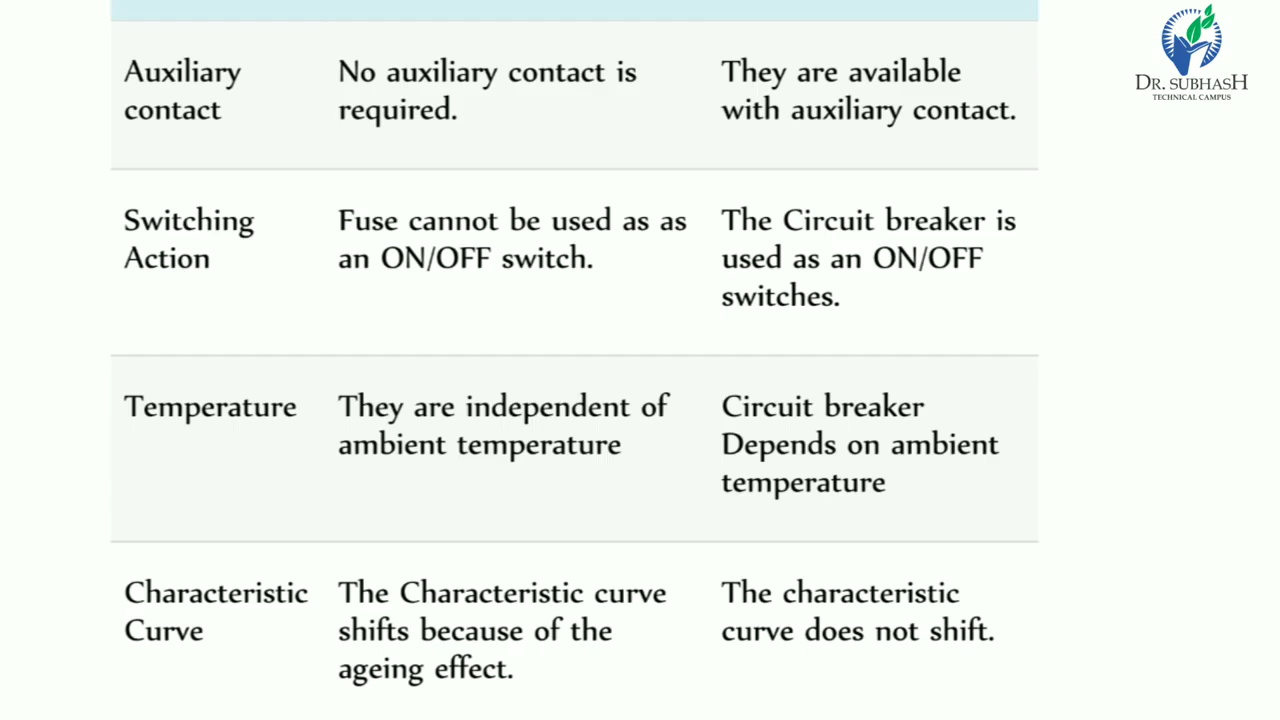 DR. SUBHASH
TECHNICAL CAMPUS
Auxiliary contact
No auxiliary contact is required.
They are available with auxiliary contact.
Switching Action
Fuse cannot be used as as an ON/OFF switch.
The Circuit breaker is used as an ON/OFF switches.
Temperature
They are independent of ambient temperature
Circuit breaker Depends on ambient temperature
Characteristic Curve
The Characteristic curve shifts because of the ageing effect.
The characteristic curve does not shift.